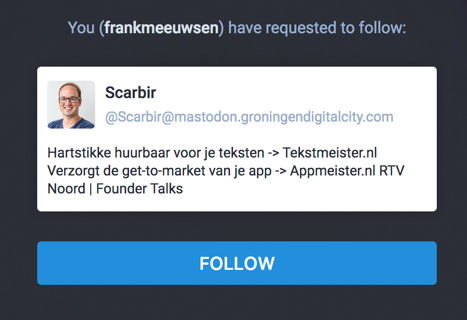 You (frankmeeuwsen) have requested to follow:
Scarbir
@Scarbir@mastodon.groningendigitalcity.com
Hartstikke huurbaar voor je teksten -> Tekstmeister.nl
Verzorgt de get-to-market van je app -> Appmeister.nl RTV
Noord | Founder Talks
FOLLOW